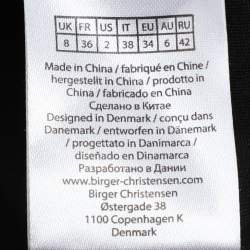 UK FR US IT EU AU RU
8 36 2 38 34 6 42
Made in China / fabriqué en Chine /
hergestellt in China / prodotto in
China / fabricado en China
Сделано в Китае
Designed in Denmark / conçu dans
Danemark / entworfen in Dänemark
/ progettato in Danimarca /
diseñado en Dinamarca
Разработано в Дании
www.birger-christensen.com
Birger Christensen
Østergade 38
1100 Copenhagen K
Denmark